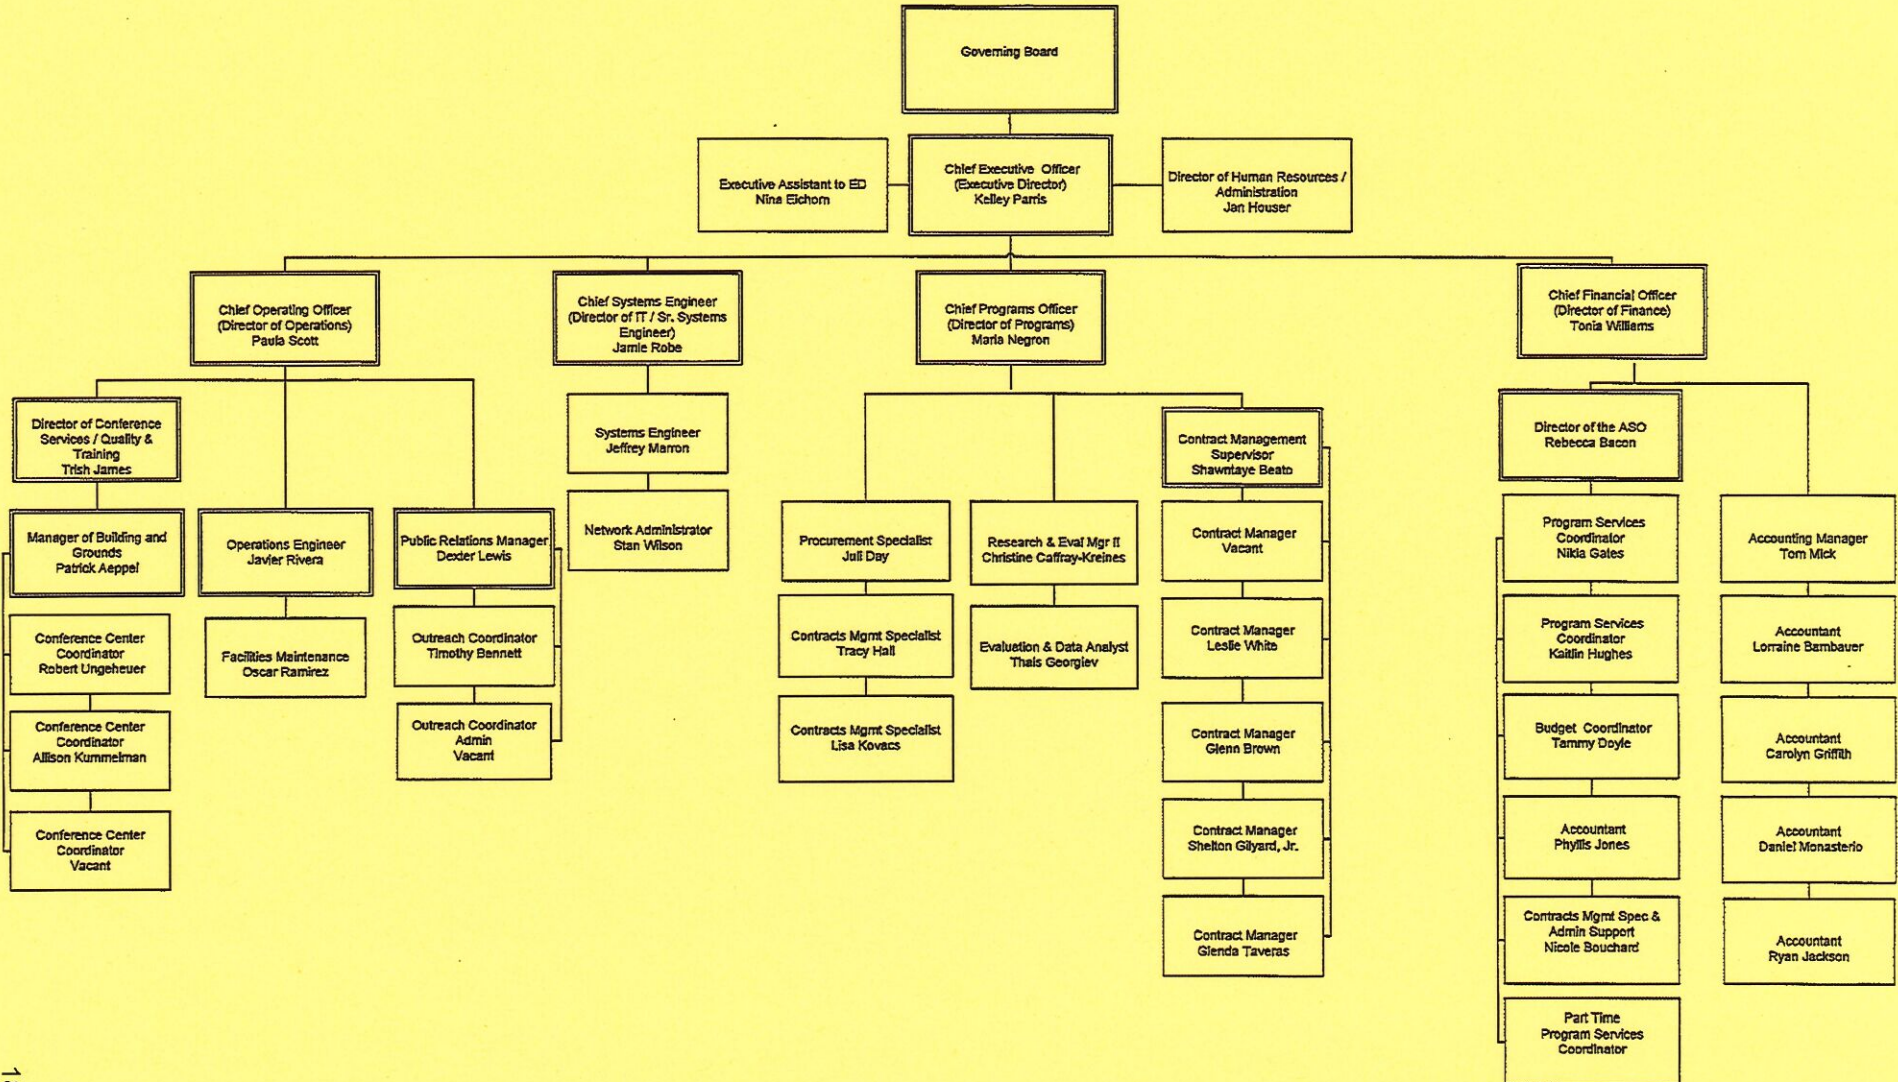 Governing Board
Executive Assistant to ED
Nina Eichorn
Chief Executive Officer
(Executive Director)
Kelley Parris
Director of Human Resources /
Administration
Jan Houser
Chief Operating Officer
(Director of Operations)
Paula Scott
Chief Systems Engineer
(Director of IT / Sr. Systems
Engineer)
Jamie Robe
Chief Programs Officer
(Director of Programs)
Maria Negron
Chief Financial Officer
(Director of Finance)
Tonia Williams
Director of Conference
Services / Quality &
Training
Trish James
Manager of Building and
Grounds
Patrick Aeppel
Conference Center
Coordinator
Robert Ungeheuer
Conference Center
Coordinator
Allison Kummelman
Conference Center
Coordinator
Vacant
Operations Engineer
Javier Rivera
Facilities Maintenance
Oscar Ramirez
Public Relations Manager
Dexter Lewis
Outreach Coordinator
Timothy Bennett
Outreach Coordinator
Admin
Vacant
Systems Engineer
Jeffrey Marron
Network Administrator
Stan Wilson
Procurement Specialist
Juli Day
Contracts Mgmt Specialist
Tracy Hall
Contracts Mgmt Specialist
Lisa Kovacs
Research & Eval Mgr II
Christine Caffray-Kreines
Evaluation & Data Analyst
Thais Georgiev
Contract Management
Supervisor
Shawntaye Beato
Contract Manager
Vacant
Contract Manager
Leslie White
Contract Manager
Glenn Brown
Contract Manager
Shelton Gilyard, Jr.
Contract Manager
Glenda Taveras
Director of the ASO
Rebecca Bacon
Program Services
Coordinator
Nikia Gates
Program Services
Coordinator
Kaitlin Hughes
Budget Coordinator
Tammy Doyle
Accountant
Phyllis Jones
Contracts Mgmt Spec &
Admin Support
Nicole Bouchard
Part Time
Program Services
Coordinator
Accounting Manager
Tom Mick
Accountant
Lorraine Bambauer
Accountant
Carolyn Griffith
Accountant
Daniel Monasterio
Accountant
Ryan Jackson